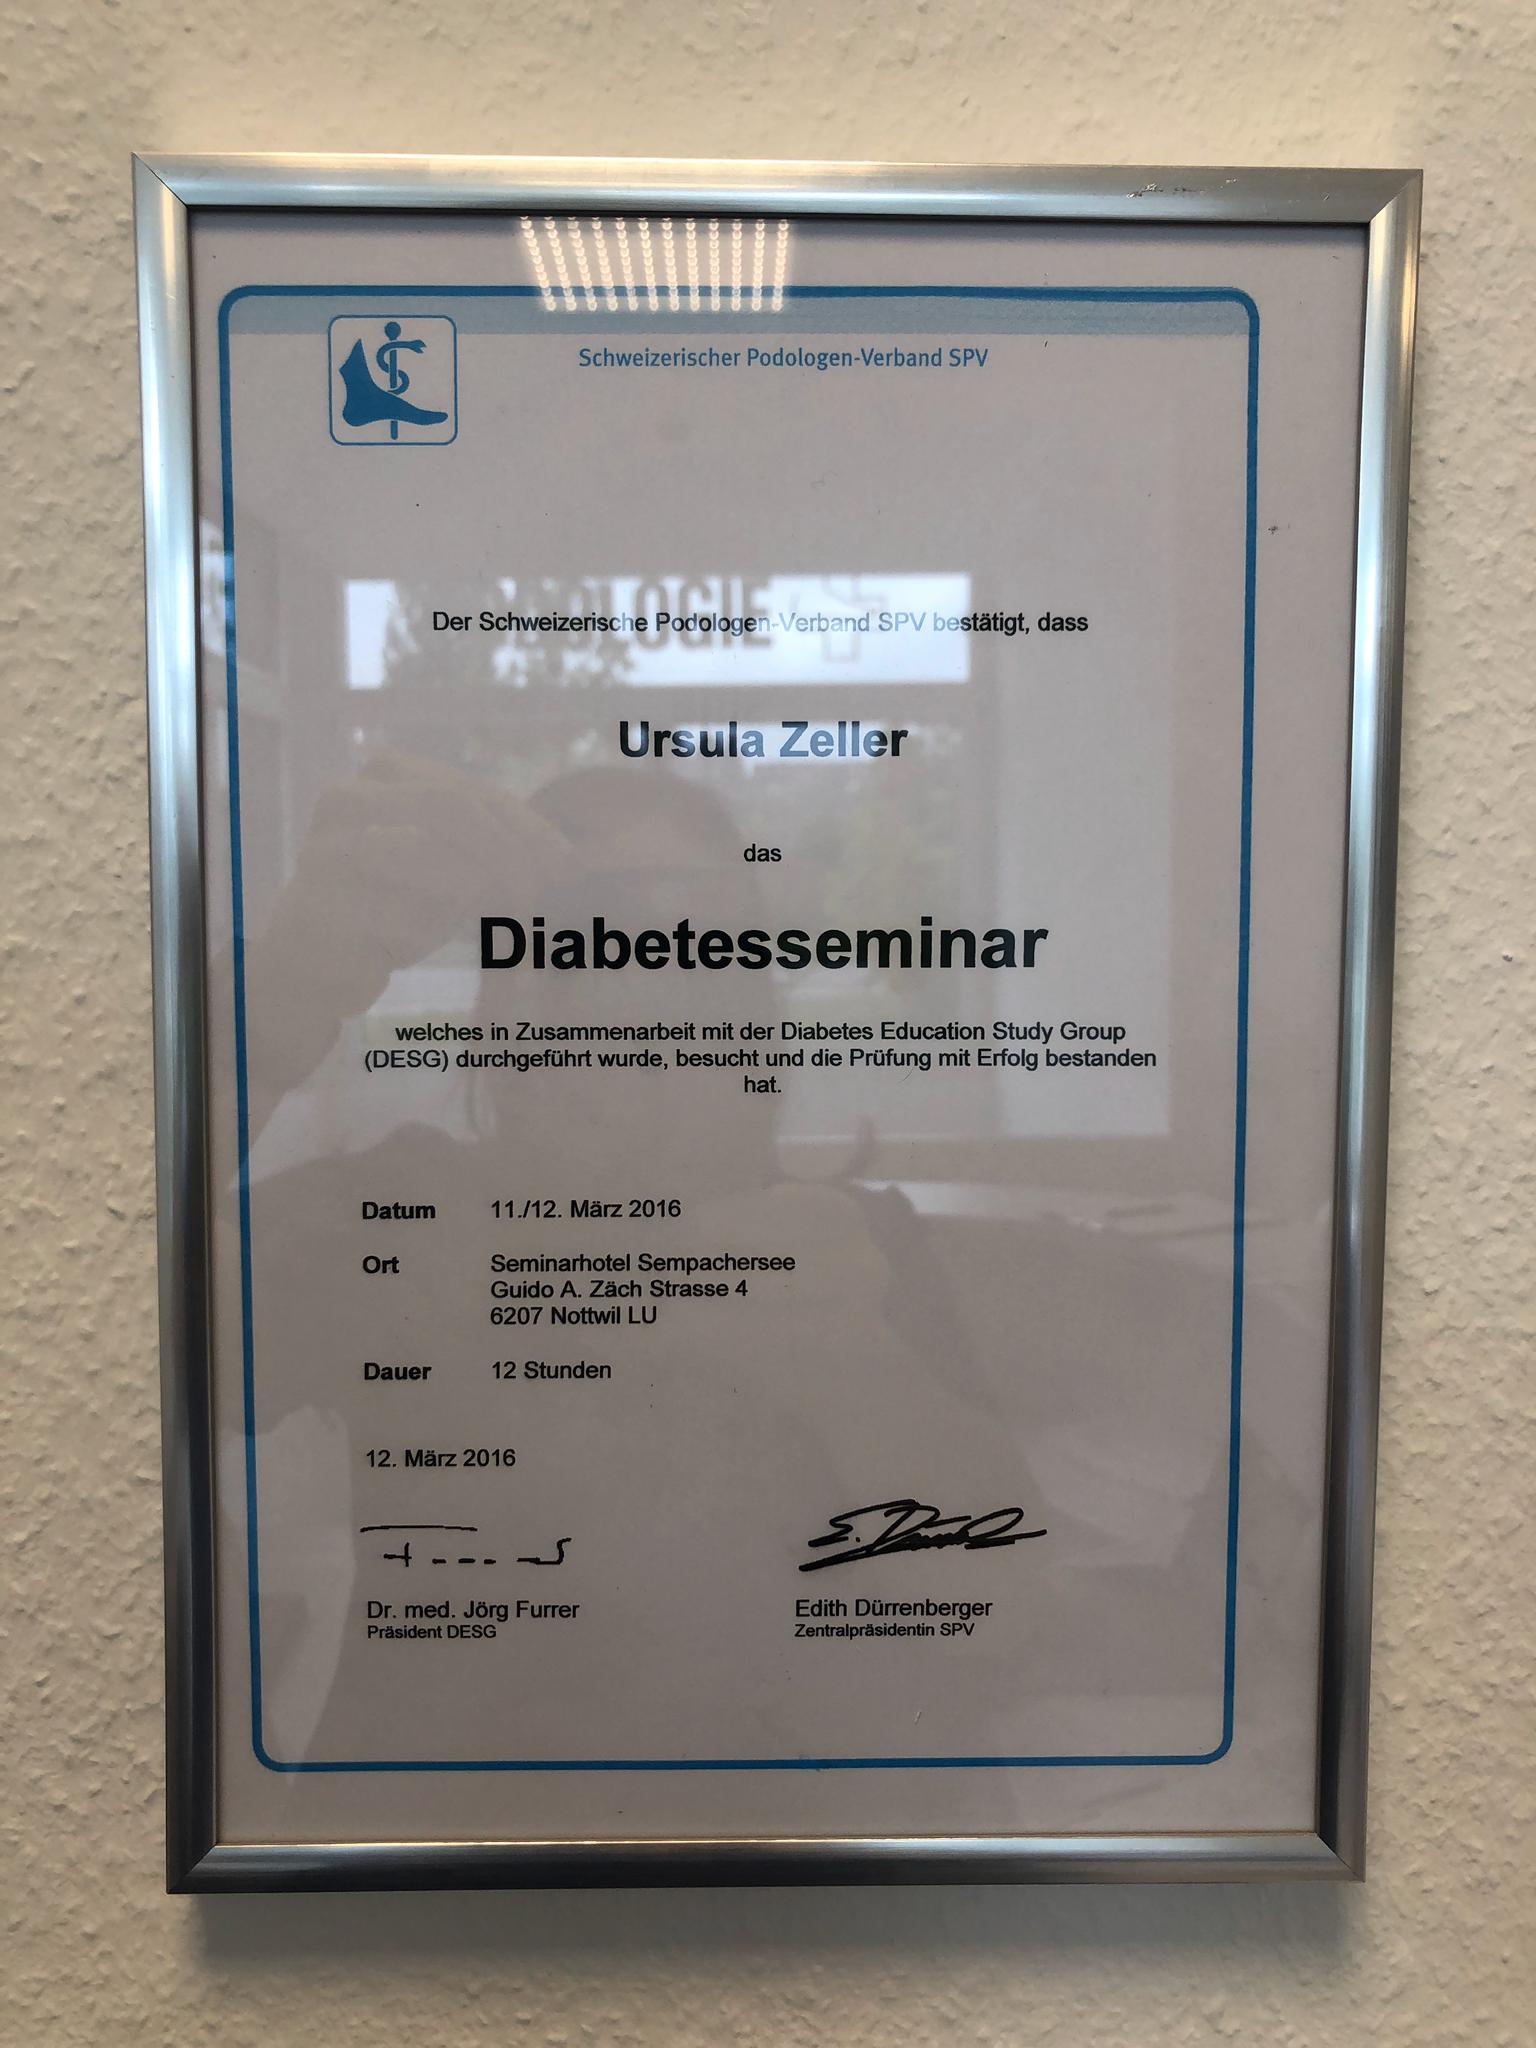 Schweizerischer Podologen-Verband SPV
Der Schweizerische Podologen-Verband SPV bestätigt, dass
Ursula Zeller
das
Diabetesseminar
welches in Zusammenarbeit mit der Diabetes Education Study Group
(DESG) durchgeführt wurde, besucht und die Prüfung mit Erfolg bestanden
hat.
Datum 11./12. März 2016
Ort Seminarhotel Sempachersee
Guido A. Zäch Strasse 4
6207 Nottwil LU
Dauer 12 Stunden
12. März 2016
Dr. med. Jörg Furrer
Präsident DESG
Edith Dürrenberger
Zentralpräsidentin SPV